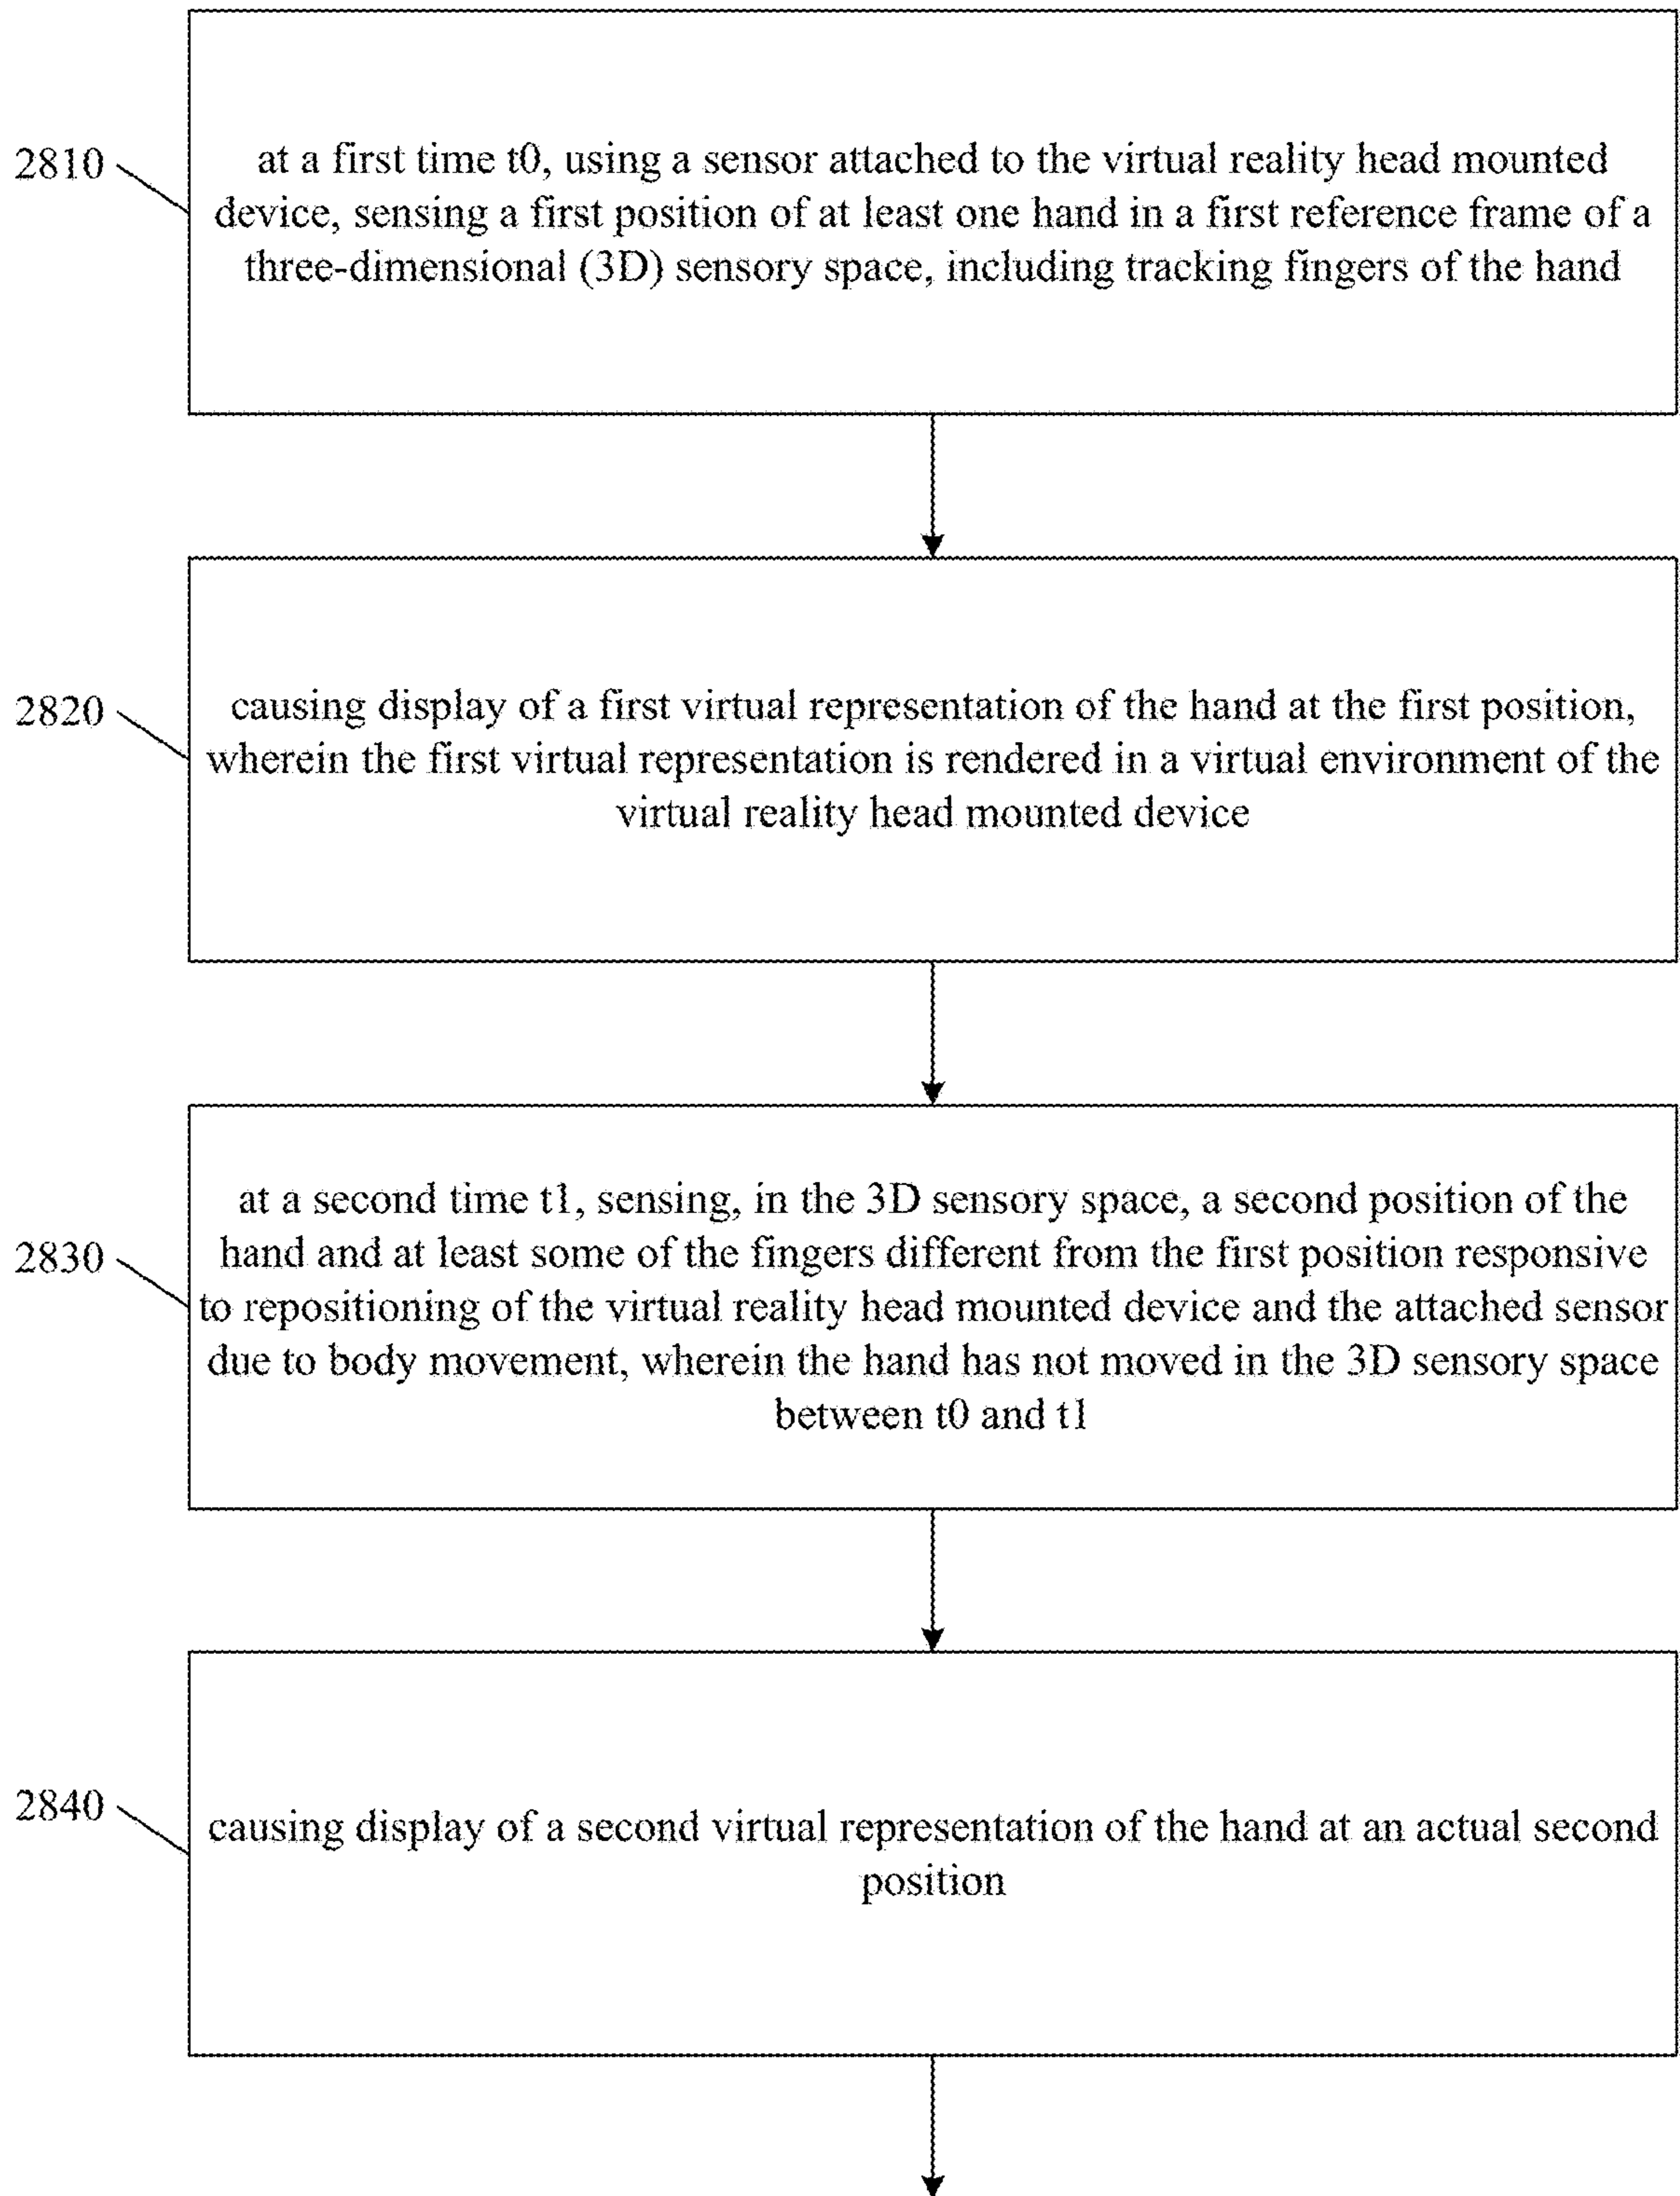 2810
at a first time t0, using a sensor attached to the virtual reality head mounted
device, sensing a first position of at least one hand in a first reference frame of a
three-dimensional (3D) sensory space, including tracking fingers of the hand
2820
causing display of a first virtual representation of the hand at the first position,
wherein the first virtual representation is rendered in a virtual environment of the
virtual reality head mounted device
2830
at a second time t1, sensing, in the 3D sensory space, a second position of the
hand and at least some of the fingers different from the first position responsive
to repositioning of the virtual reality head mounted device and the attached sensor
due to body movement, wherein the hand has not moved in the 3D sensory space
between t0 and t1
2840
causing display of a second virtual representation of the hand at an actual second
position